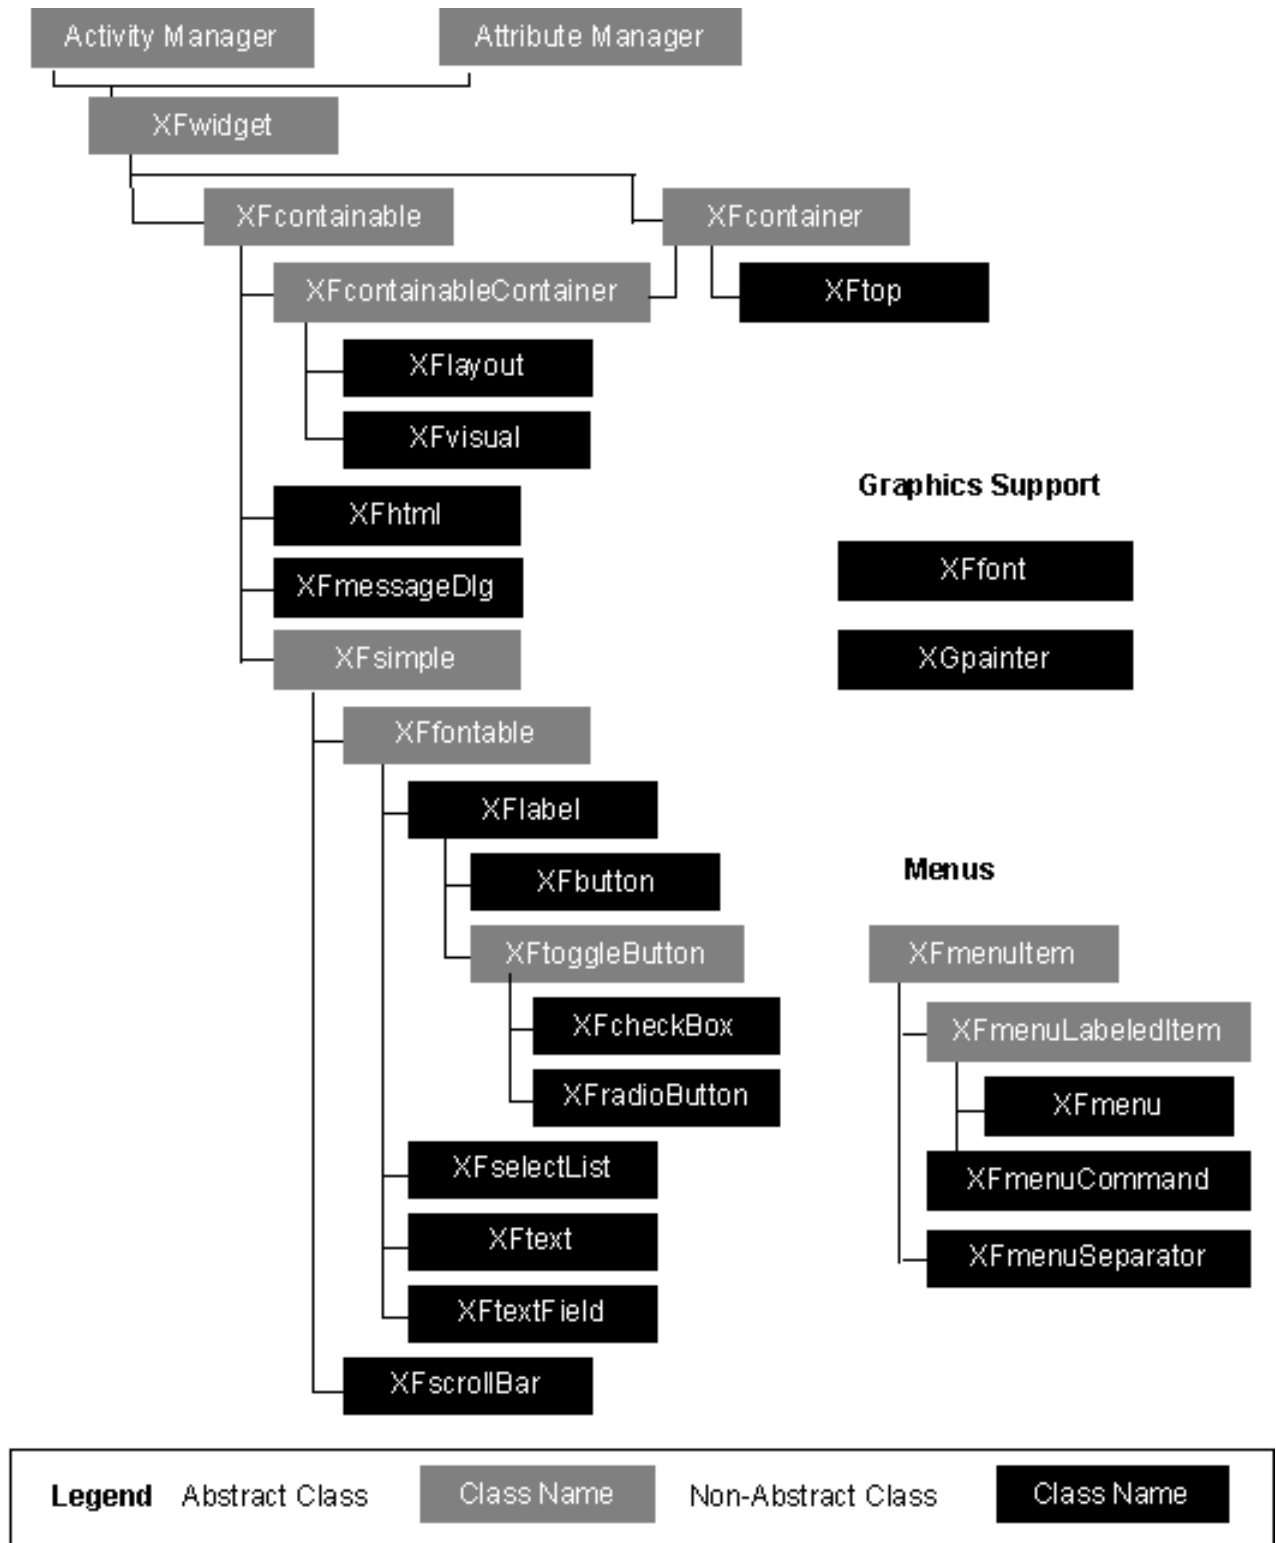 Activity Manager
Attribute Manager
XFwidget
XFcontainable
XFcontainer
XFcontainableContainer
XFtop
XFlayout
XFvisual
XFhtml
XFmessageDlg
XFsimple
Graphics Support
XFfont
XGpainter
XFfontable
XFlabel
XFbutton
XFtoggleButton
XFcheckBox
XFradioButton
XFselectList
XFtext
XFtextField
XFscrollBar
Menus
XFmenuItem
XFmenuLabeledItem
XFmenu
XFmenuCommand
XFmenuSeparator
Legend Abstract Class Class Name Non-Abstract Class Class Name